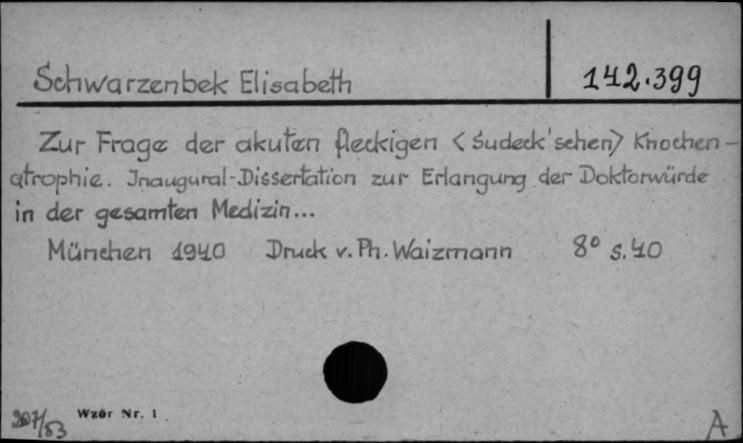 Schwarzenbek Elisabeth
142.399
Zur Frage der akuten fleckigen <Sudeck'schen> Knochen-
atrophie. Inaugural-Dissertation zur Erlangung der Doktorwürde
in der gesamten Medizin...
München 1940 Druck v. Ph. Waizmann 8° S. 40
Wzór Nr. 1
A